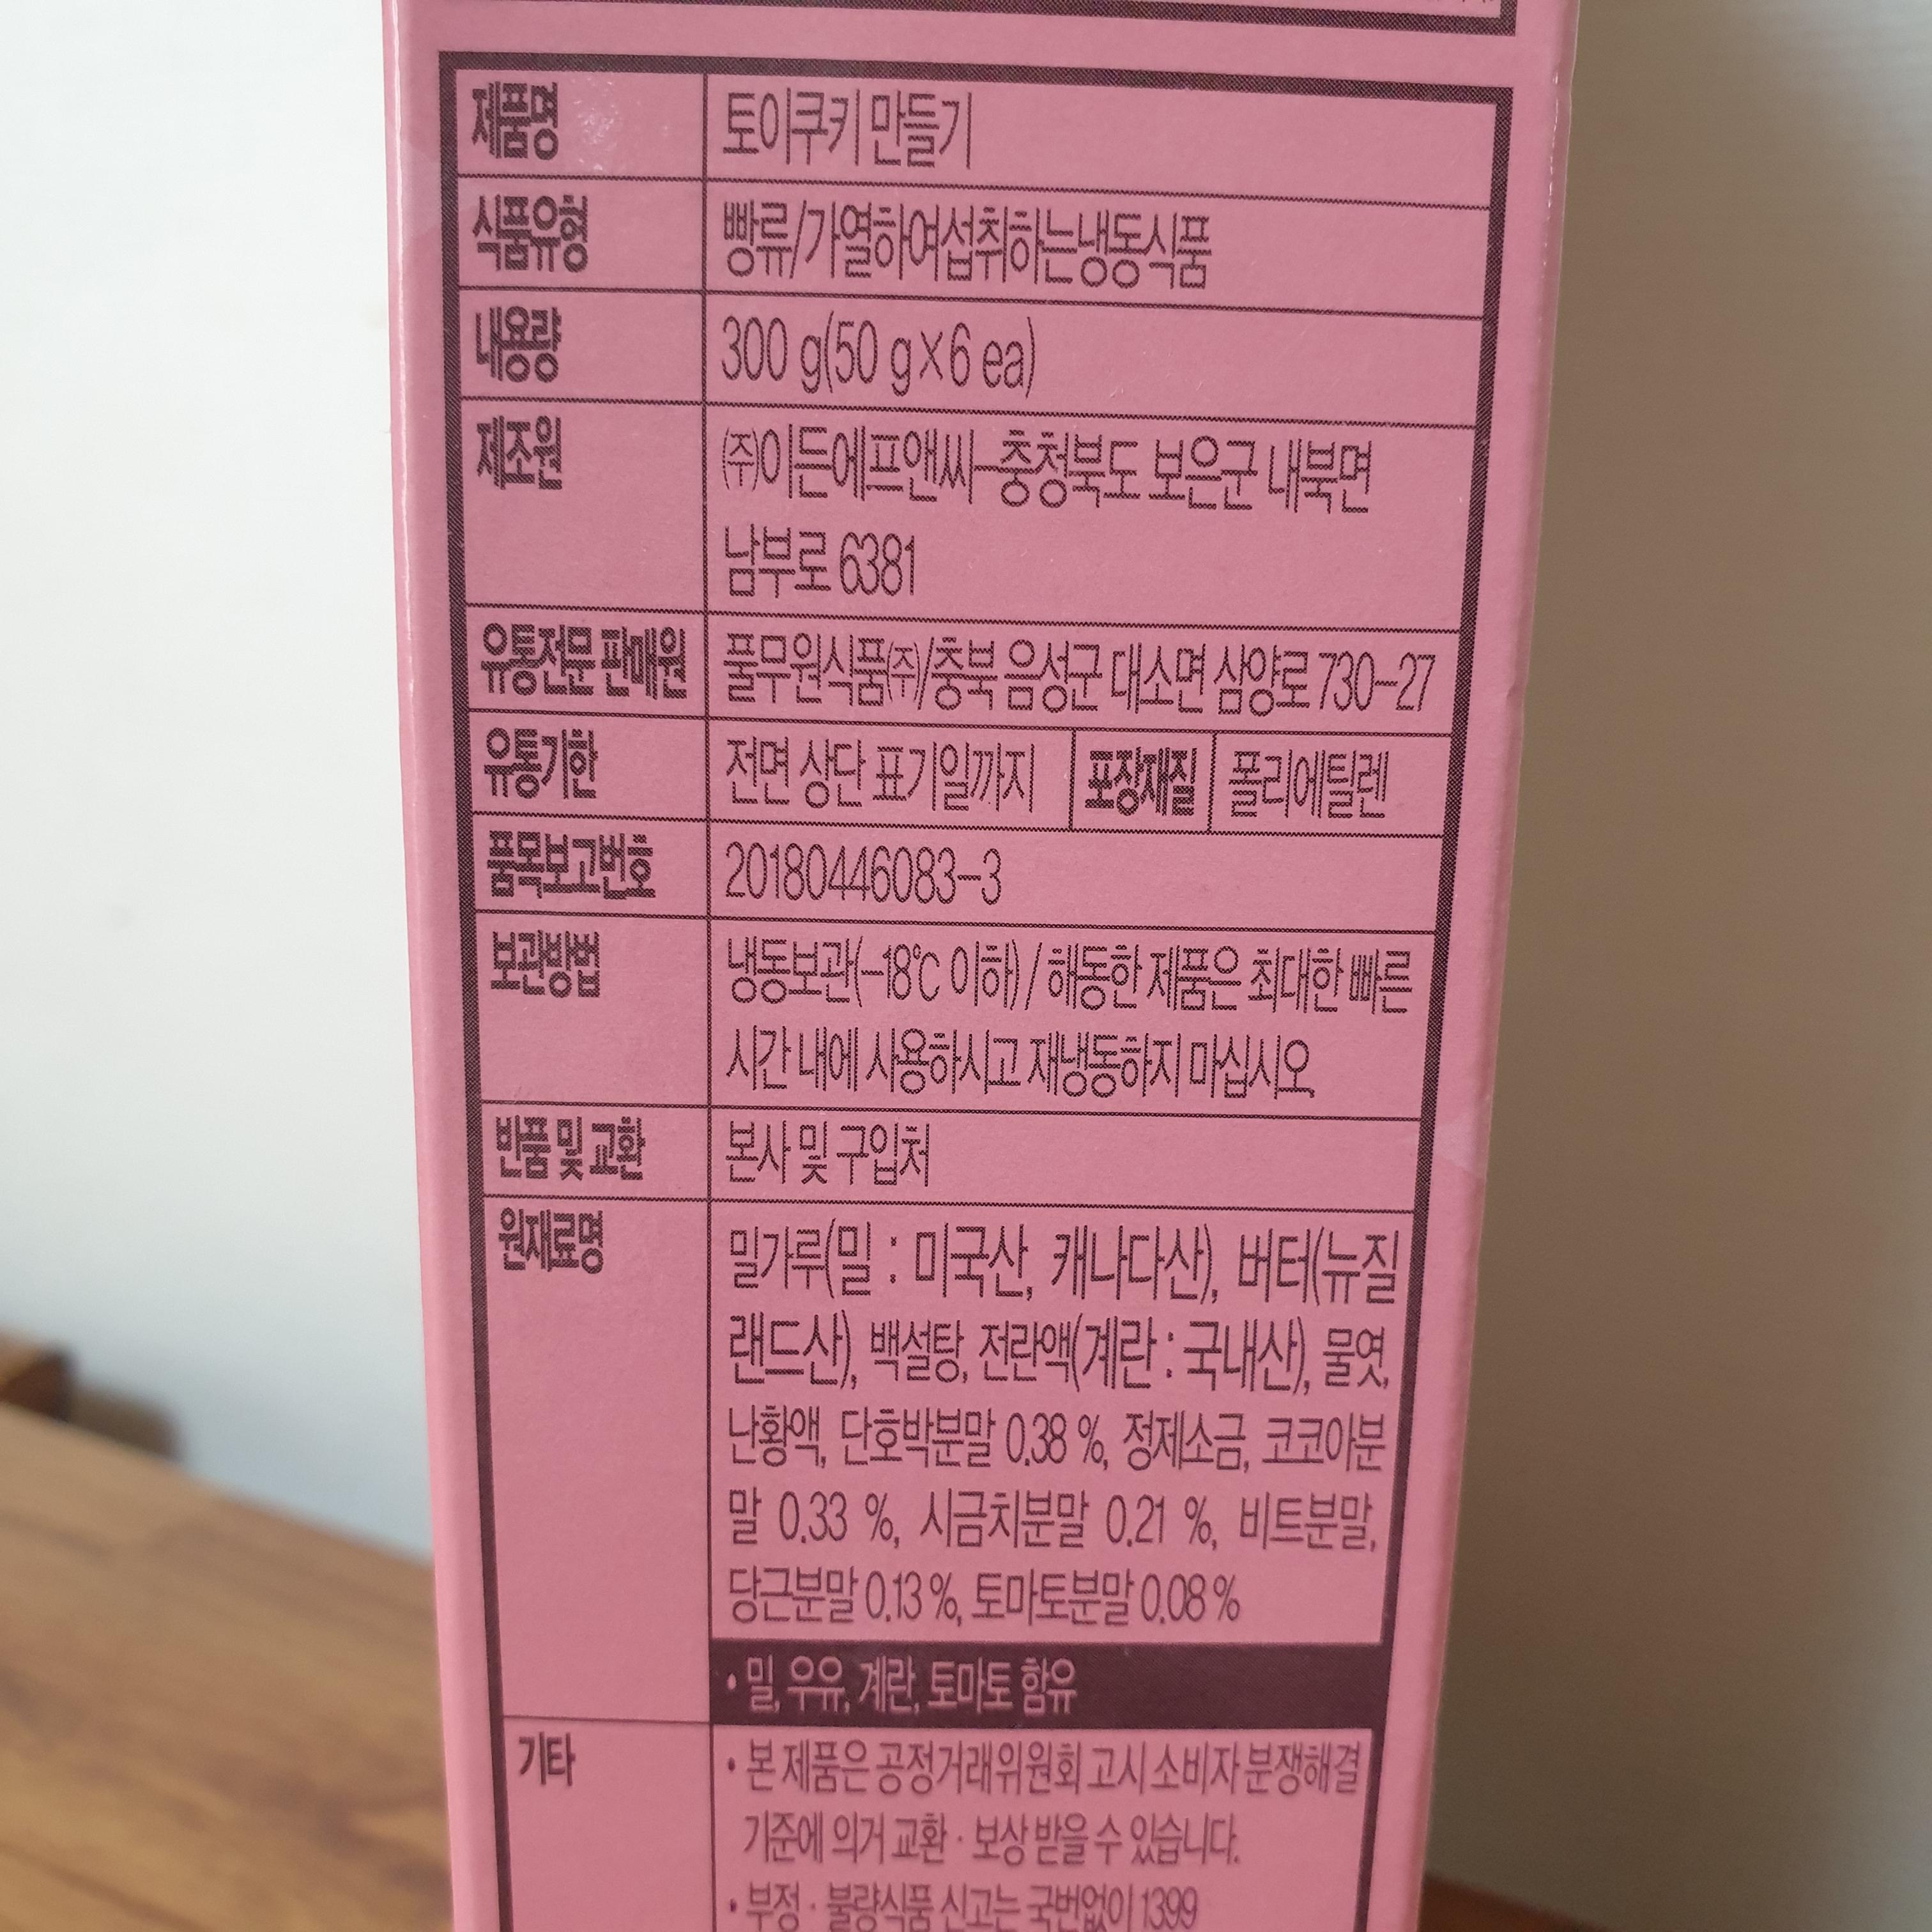 제품명 토이쿠키 만들기
식품유형 빵류/가열하여섭취하는냉동식품
내용량 300 g(50 g×6 ea)
제조원 ㈜이든에프앤씨-충청북도 보은군 내북면
남부로 6381
유통전문 판매원 풀무원식품㈜/충북 음성군 대소면 삼양로 730-27
유통기한 전면 상단 표기일까지 포장재질 폴리에틸렌
품목보고번호 20180446083-3
보관방법 냉동보관(-18℃ 이하) / 해동한 제품은 최대한 빠른
시간 내에 사용하시고 재냉동하지 마십시오.
반품 및 교환 본사 및 구입처
원재료명 밀가루(밀 : 미국산, 캐나다산), 버터(뉴질
랜드산), 백설탕, 전란액(계란 : 국내산), 물엿,
난황액, 단호박분말 0.38 %, 정제소금, 코코아분
말 0.33 %, 시금치분말 0.21 %, 비트분말,
당근분말 0.13 %, 토마토분말 0.08 %
• 밀, 우유, 계란, 토마토 함유
기타 • 본 제품은 공정거래위원회 고시 소비자 분쟁해결
기준에 의거 교환 · 보상 받을 수 있습니다.
• 부정 · 불량식품 신고는 국번없이 1399